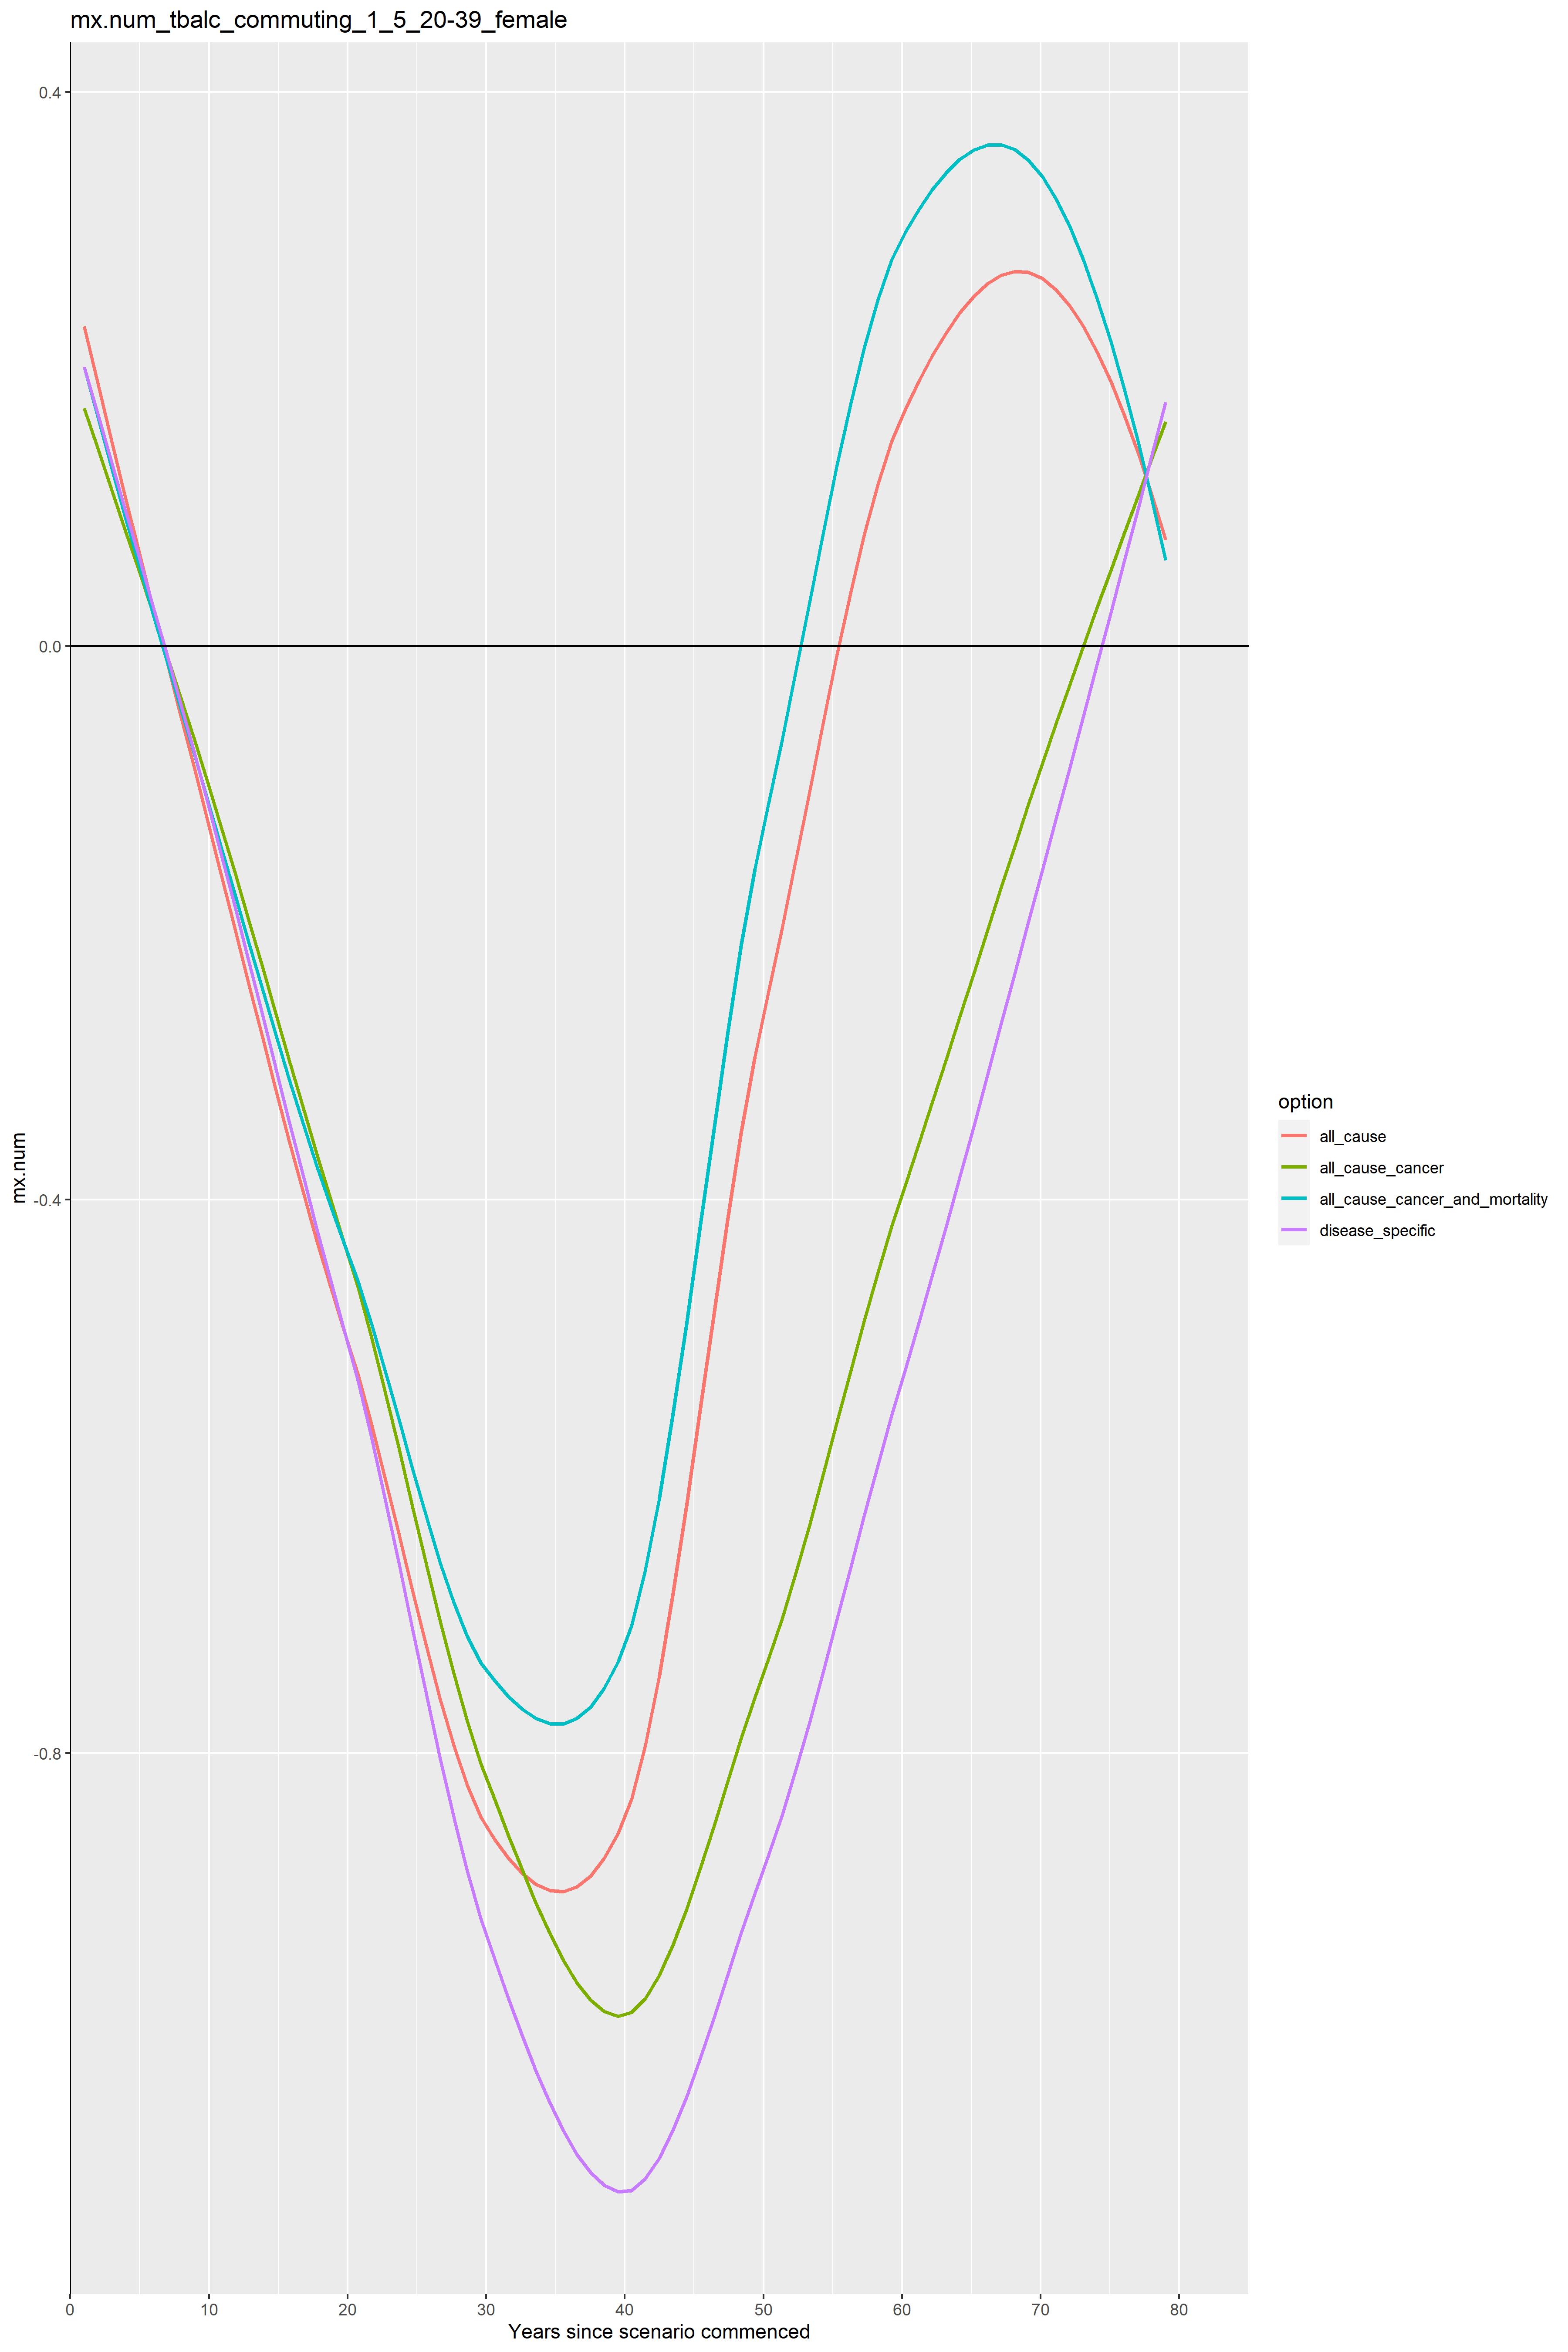 mx.num_tbalc_commuting_1_5_20-39_female
0.4
0.0
-0.4
-0.8
mx.num
0 10 20 30 40 50 60 70 80
Years since scenario commenced
option
all_cause
all_cause_cancer
all_cause_cancer_and_mortality
disease_specific